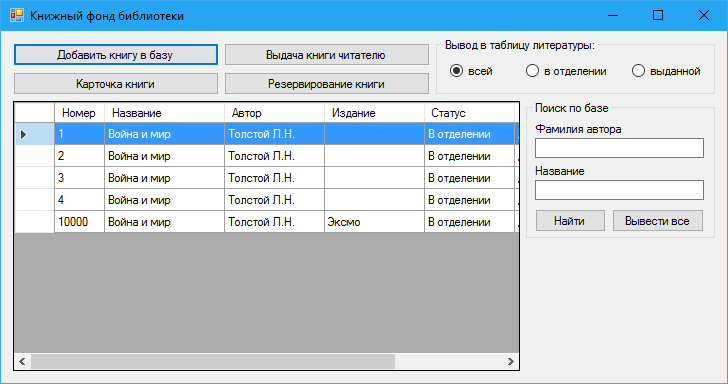 Книжный фонд библиотеки
Добавить книгу в базу
Выдача книги читателю
Карточка книги
Резервирование книги
Вывод в таблицу литературы:
всей
в отделении
выданной
Номер Название Автор Издание Статус
1 Война и мир Толстой Л.Н. В отделении
2 Война и мир Толстой Л.Н. В отделении
3 Война и мир Толстой Л.Н. В отделении
4 Война и мир Толстой Л.Н. В отделении
10000 Война и мир Толстой Л.Н. Эксмо В отделении
Поиск по базе
Фамилия автора
Название
Найти
Вывести все